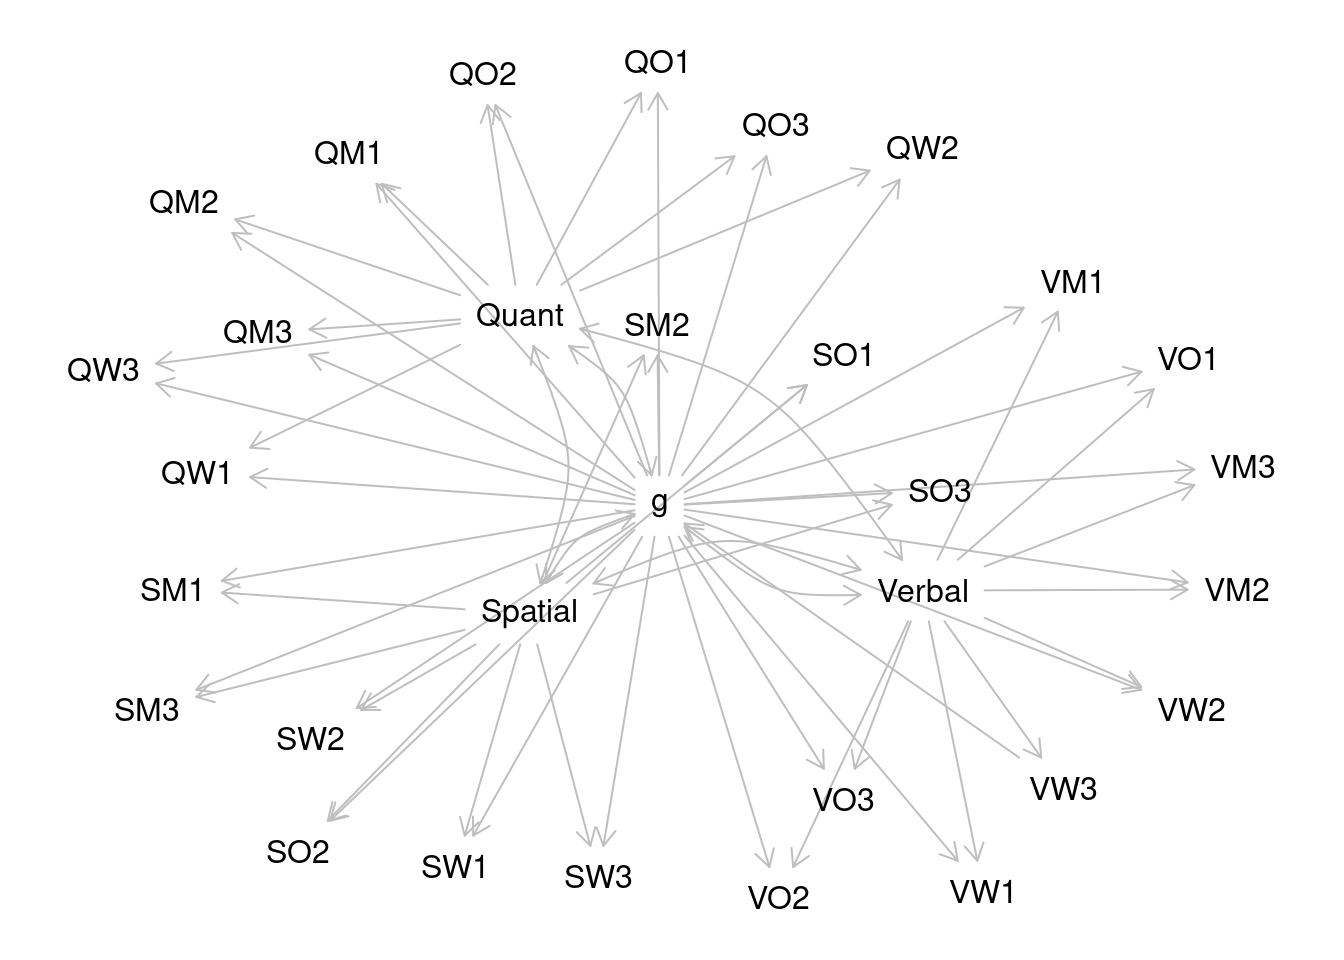 QO1
QO2
QO3
QW2
QM1
QM2
VM1
Quant
SM2
QM3
SO1
VO1
QW3
VM3
QW1
SO3
g
SM1
Verbal
VM2
Spatial
SM3
VW2
SW2
VW3
VO3
SO2
SW1
SW3
VW1
VO2